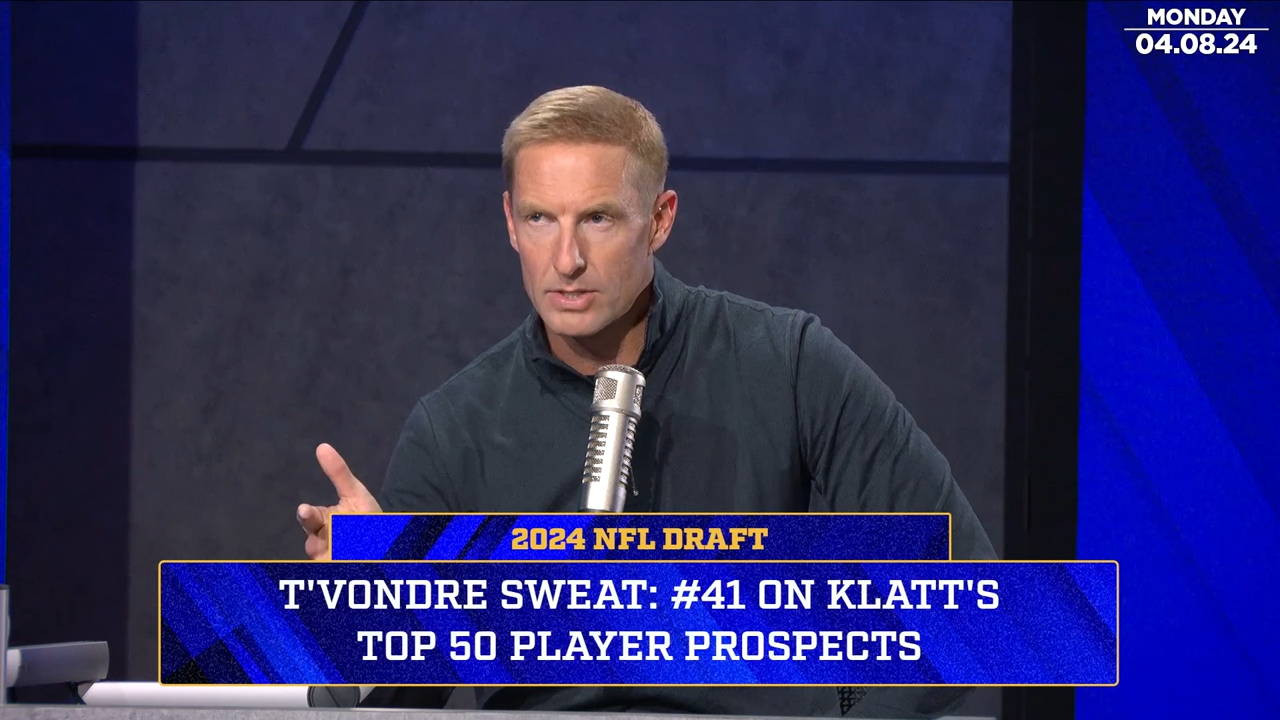 MONDAY
04.08.24
2024 NFL DRAFT
T'VONDRE SWEAT: #41 ON KLATT'S
TOP 50 PLAYER PROSPECTS